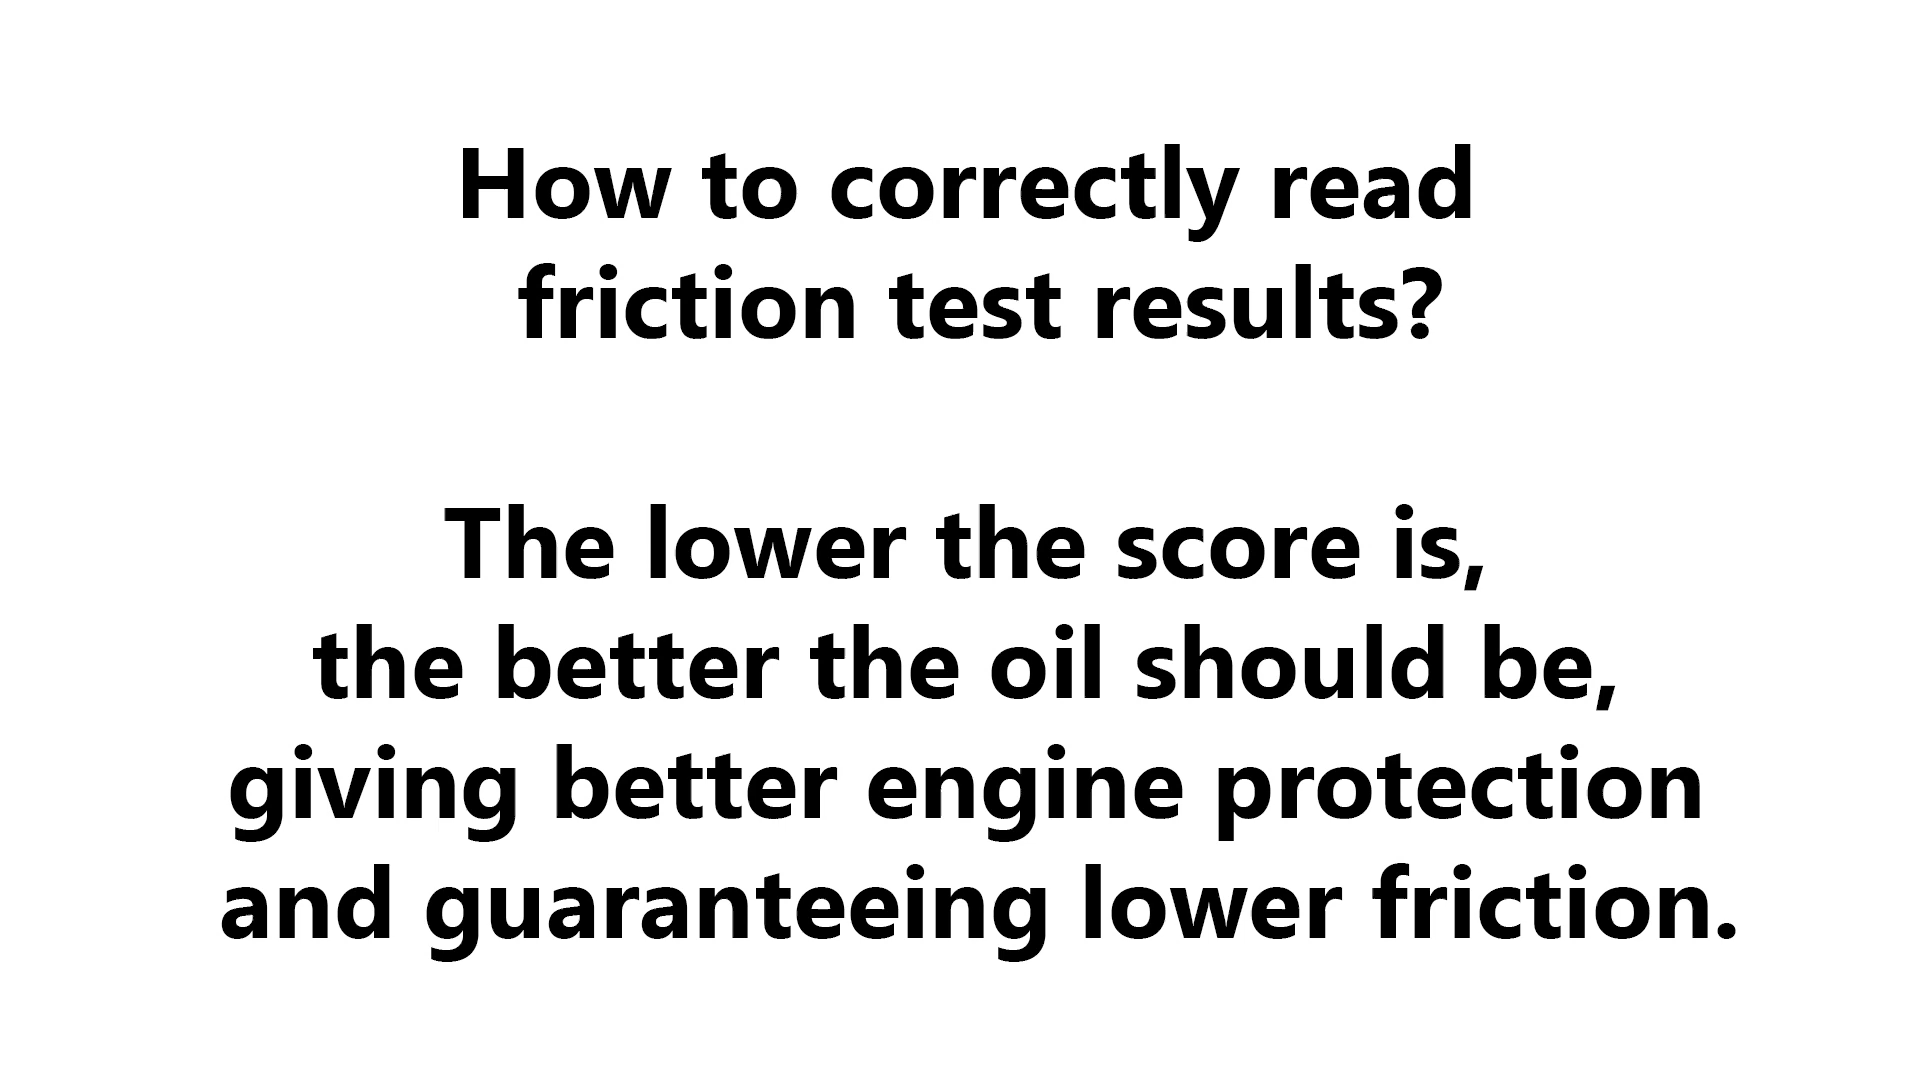 How to correctly read
friction test results?
The lower the score is,
the better the oil should be,
giving better engine protection
and guaranteeing lower friction.